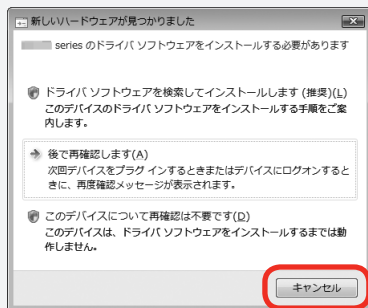 新しいハードウェアが見つかりました
series のドライバ ソフトウェアをインストールする必要があります
ドライバ ソフトウェアを検索してインストールします (推奨)(L)
このデバイスのドライバ ソフトウェアをインストールする手順をご案
内します。
後で再確認します(A)
次回デバイスをプラグ インするときまたはデバイスにログオンすると
きに、再度確認メッセージが表示されます。
このデバイスについて再確認は不要です(D)
このデバイスは、ドライバ ソフトウェアをインストールするまでは動
作しません。
キャンセル